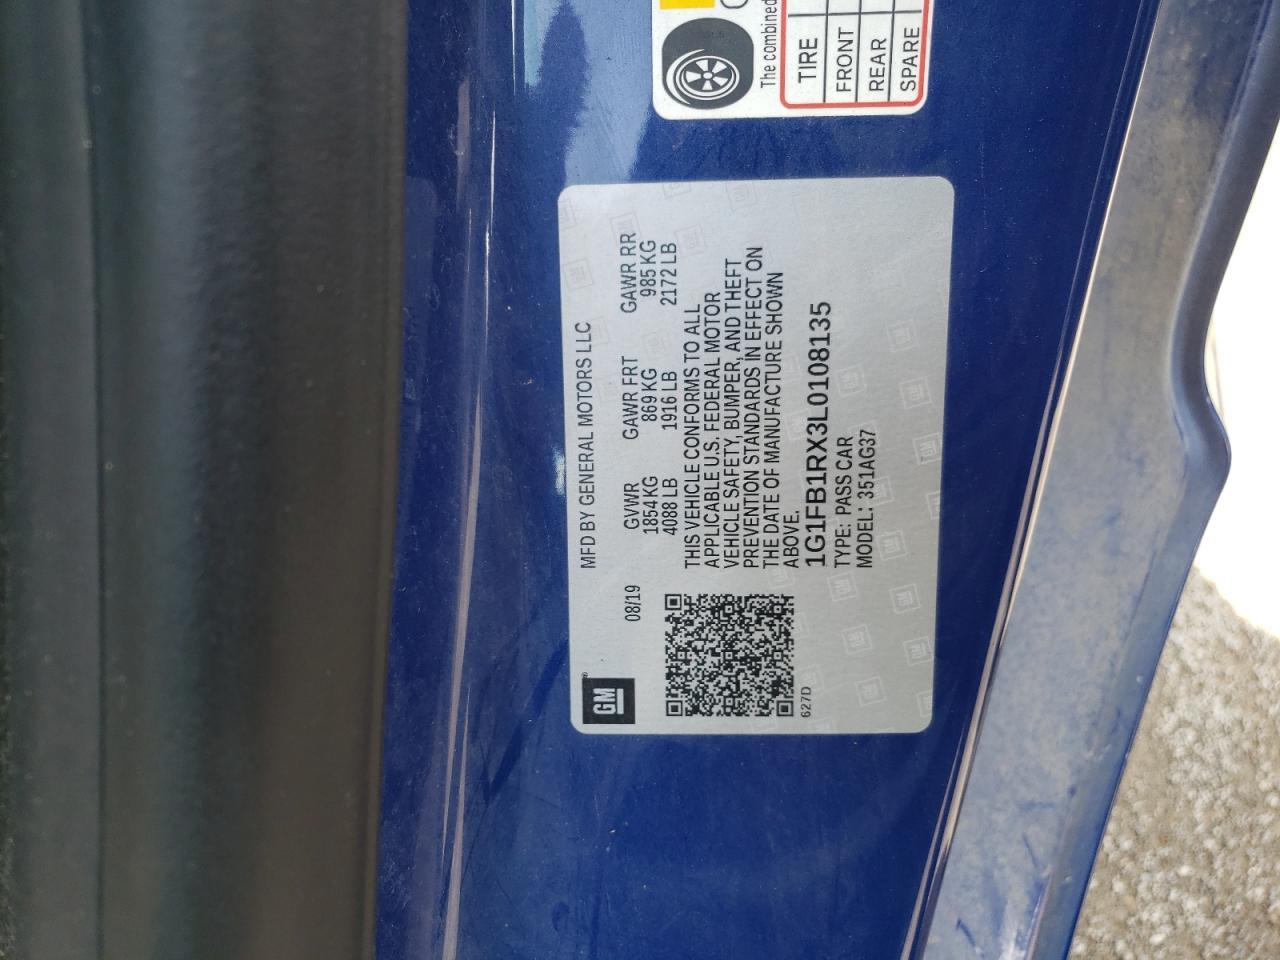 The combined
TIRE
FRONT
REAR
SPARE
GM
MFD BY GENERAL MOTORS LLC
08/19
GVWR GAWR FRT GAWR RR
1854 KG 869 KG 985 KG
4088 LB 1916 LB 2172 LB
THIS VEHICLE CONFORMS TO ALL
APPLICABLE U.S. FEDERAL MOTOR
VEHICLE SAFETY, BUMPER, AND THEFT
PREVENTION STANDARDS IN EFFECT ON
THE DATE OF MANUFACTURE SHOWN
ABOVE.
1G1FB1RX3L0108135
TYPE: PASS CAR
MODEL: 351AG37
627D